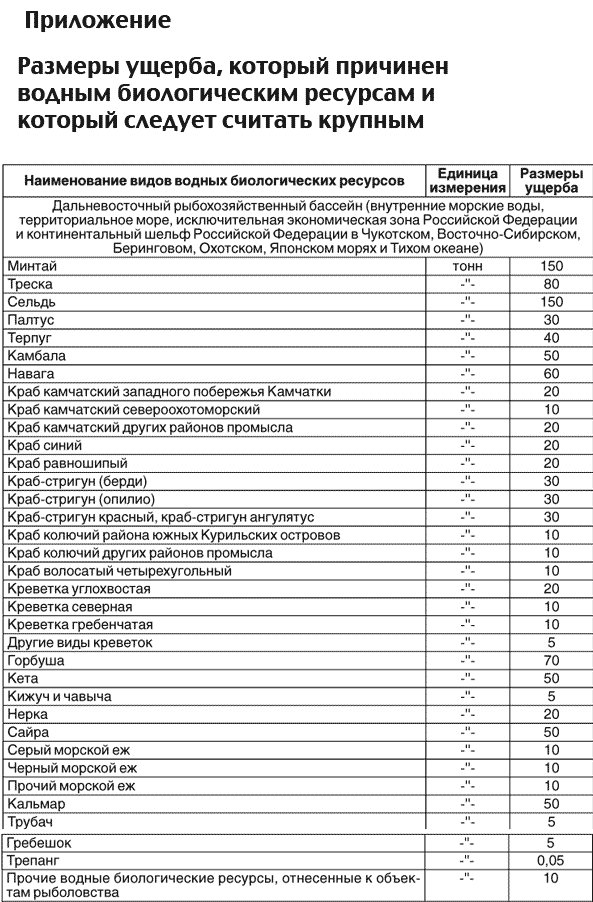 Приложение
Размеры ущерба, который причинен
водным биологическим ресурсам и
который следует считать крупным
Наименование видов водных биологических ресурсов Единица измерения Размеры ущерба
Дальневосточный рыбохозяйственный бассейн (внутренние морские воды,
территориальное море, исключительная экономическая зона Российской Федерации
и континентальный шельф Российской Федерации в Чукотском, Восточно-Сибирском,
Беринговом, Охотском, Японском морях и Тихом океане)
Минтай тонн 150
Треска -"- 80
Сельдь -"- 150
Палтус -"- 30
Терпуг -"- 40
Камбала -"- 50
Навага -"- 60
Краб камчатский западного побережья Камчатки -"- 20
Краб камчатский североохотоморский -"- 10
Краб камчатский других районов промысла -"- 20
Краб синий -"- 20
Краб равношипый -"- 20
Краб-стригун (берди) -"- 30
Краб-стригун (опилио) -"- 30
Краб-стригун красный, краб-стригун ангулятус -"- 30
Краб колючий района южных Курильских островов -"- 10
Краб колючий других районов промысла -"- 10
Краб волосатый четырехугольный -"- 10
Креветка углохвостая -"- 20
Креветка северная -"- 10
Креветка гребенчатая -"- 10
Другие виды креветок -"- 5
Горбуша -"- 70
Кета -"- 50
Кижуч и чавыча -"- 5
Нерка -"- 20
Сайра -"- 50
Серый морской еж -"- 10
Черный морской еж -"- 10
Прочий морской еж -"- 10
Кальмар -"- 50
Трубач -"- 5
Гребешок -"- 5
Трепанг -"- 0,05
Прочие водные биологические ресурсы, отнесенные к объек- -"- 10
там рыболовства